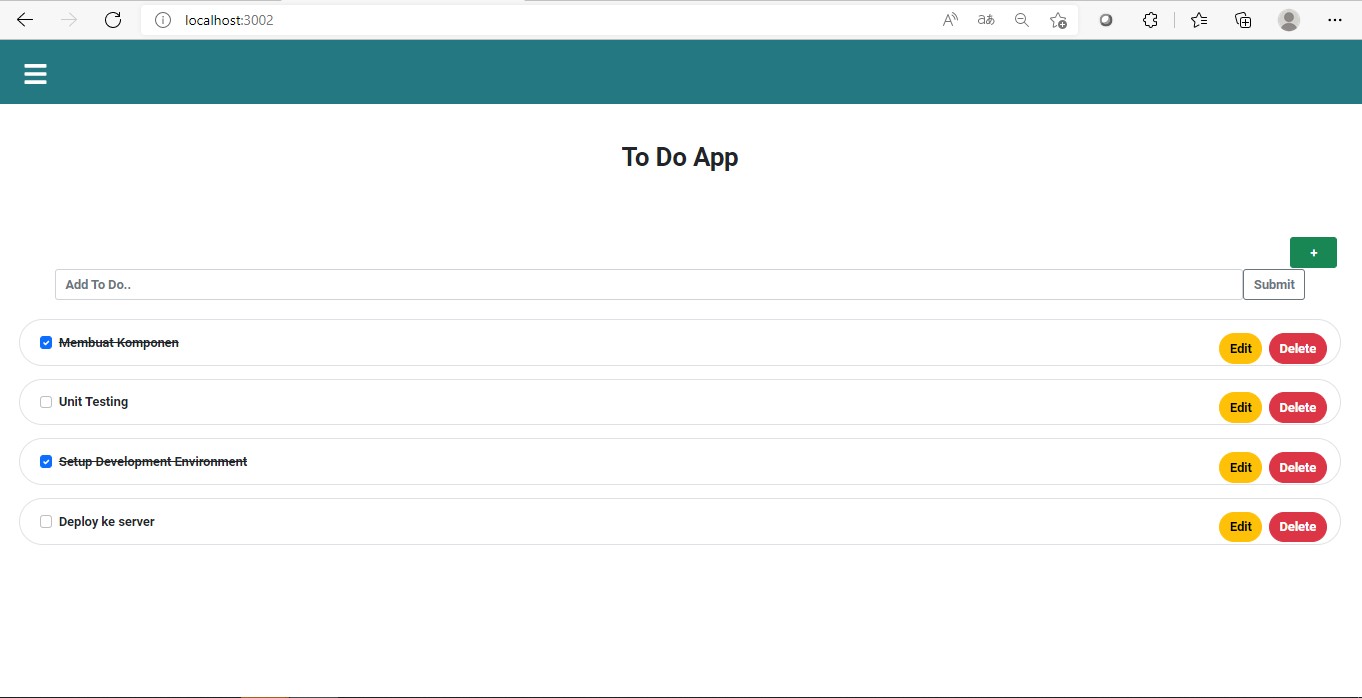 localhost:3002
To Do App
+
Add To Do.. Submit
Membuat Komponen Edit Delete
Unit Testing Edit Delete
Setup Development Environment Edit Delete
Deploy ke server Edit Delete